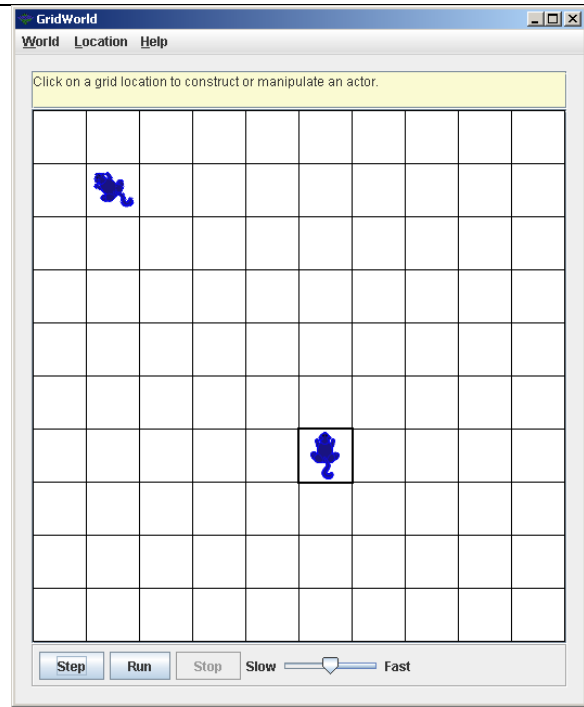 GridWorld
World Location Help
Click on a grid location to construct or manipulate an actor.
Step Run Stop Slow Fast